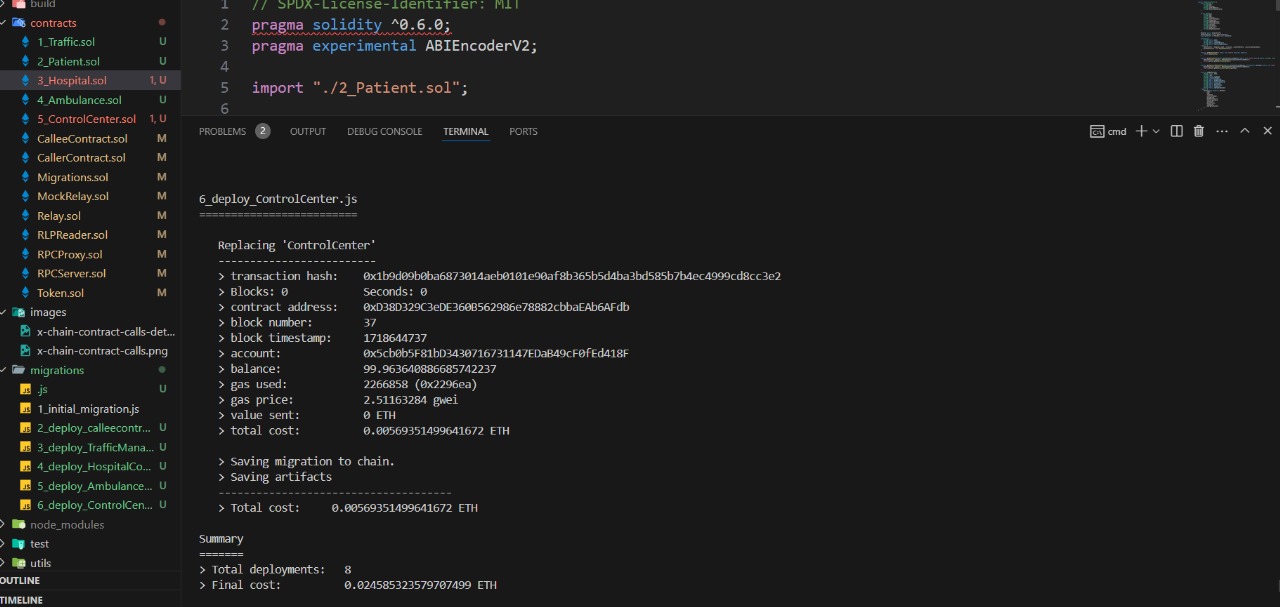 build
contracts
1_Traffic.sol U
2_Patient.sol U
3_Hospital.sol 1, U
4_Ambulance.sol U
5_ControlCenter.sol 1, U
CalleeContract.sol M
CallerContract.sol M
Migrations.sol M
MockRelay.sol M
Relay.sol M
RLPReader.sol M
RPCProxy.sol M
RPCServer.sol M
Token.sol M
images
x-chain-contract-calls-det...
x-chain-contract-calls.png
migrations
.js U
1_initial_migration.js
2_deploy_calleecontr... U
3_deploy_TrafficMana... U
4_deploy_HospitalCo... U
5_deploy_Ambulance... U
6_deploy_ControlCen... U
node_modules
test
utils
OUTLINE
TIMELINE
1 // SPDX-License-Identifier: MIT
2 pragma solidity ^0.6.0;
3 pragma experimental ABIEncoderV2;
4
5 import "./2_Patient.sol";
6
PROBLEMS 2 OUTPUT DEBUG CONSOLE TERMINAL PORTS cmd
6_deploy_ControlCenter.js
=========================
Replacing 'ControlCenter'
-------------------------
> transaction hash: 0x1b9d09b0ba6873014aeb0101e90af8b365b5d4ba3bd585b7b4ec4999cd8cc3e2
> Blocks: 0 Seconds: 0
> contract address: 0xD38D329C3eDE360B562986e78882cbbaEAb6AFdb
> block number: 37
> block timestamp: 1718644737
> account: 0x5cb0b5F81bD3430716731147EDaB49cF0fEd418F
> balance: 99.963640886685742237
> gas used: 2266858 (0x2296ea)
> gas price: 2.51163284 gwei
> value sent: 0 ETH
> total cost: 0.00569351499641672 ETH
> Saving migration to chain.
> Saving artifacts
-------------------------------------
> Total cost: 0.00569351499641672 ETH
Summary
=======
> Total deployments: 8
> Final cost: 0.024585323579707499 ETH